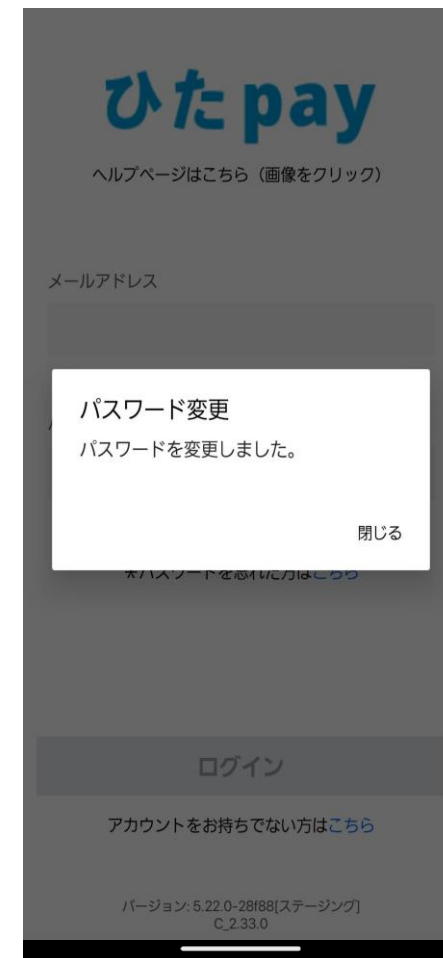 ひたpay
ヘルプページはこちら（画像をクリック）
メールアドレス
パスワード変更
パスワードを変更しました。
閉じる
*パスワードを忘れた方はこちら
ログイン
アカウントをお持ちでない方はこちら
バージョン: 5.22.0-28f88[ステージング]
C_2.33.0